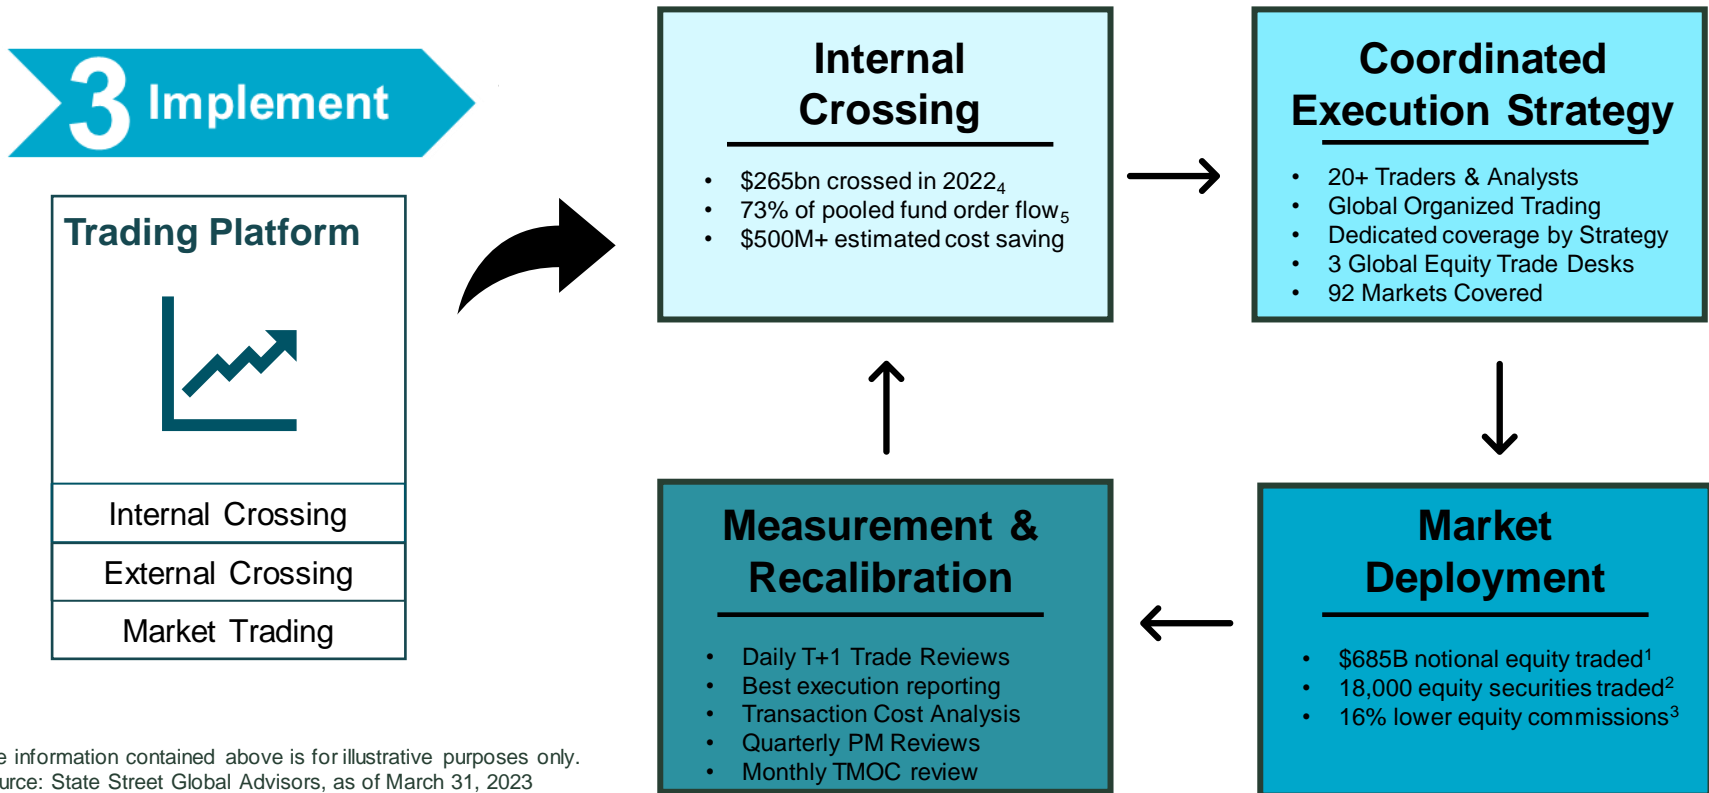 3 Implement
Trading Platform
Internal Crossing
External Crossing
Market Trading
Internal
Crossing
• $265bn crossed in 2022₄
• 73% of pooled fund order flow₅
• $500M+ estimated cost saving
Coordinated
Execution Strategy
• 20+ Traders & Analysts
• Global Organized Trading
• Dedicated coverage by Strategy
• 3 Global Equity Trade Desks
• 92 Markets Covered
Measurement &
Recalibration
• Daily T+1 Trade Reviews
• Best execution reporting
• Transaction Cost Analysis
• Quarterly PM Reviews
• Monthly TMOC review
Market
Deployment
• $685B notional equity traded¹
• 18,000 equity securities traded²
• 16% lower equity commissions³
e information contained above is for illustrative purposes only.
urce: State Street Global Advisors, as of March 31, 2023